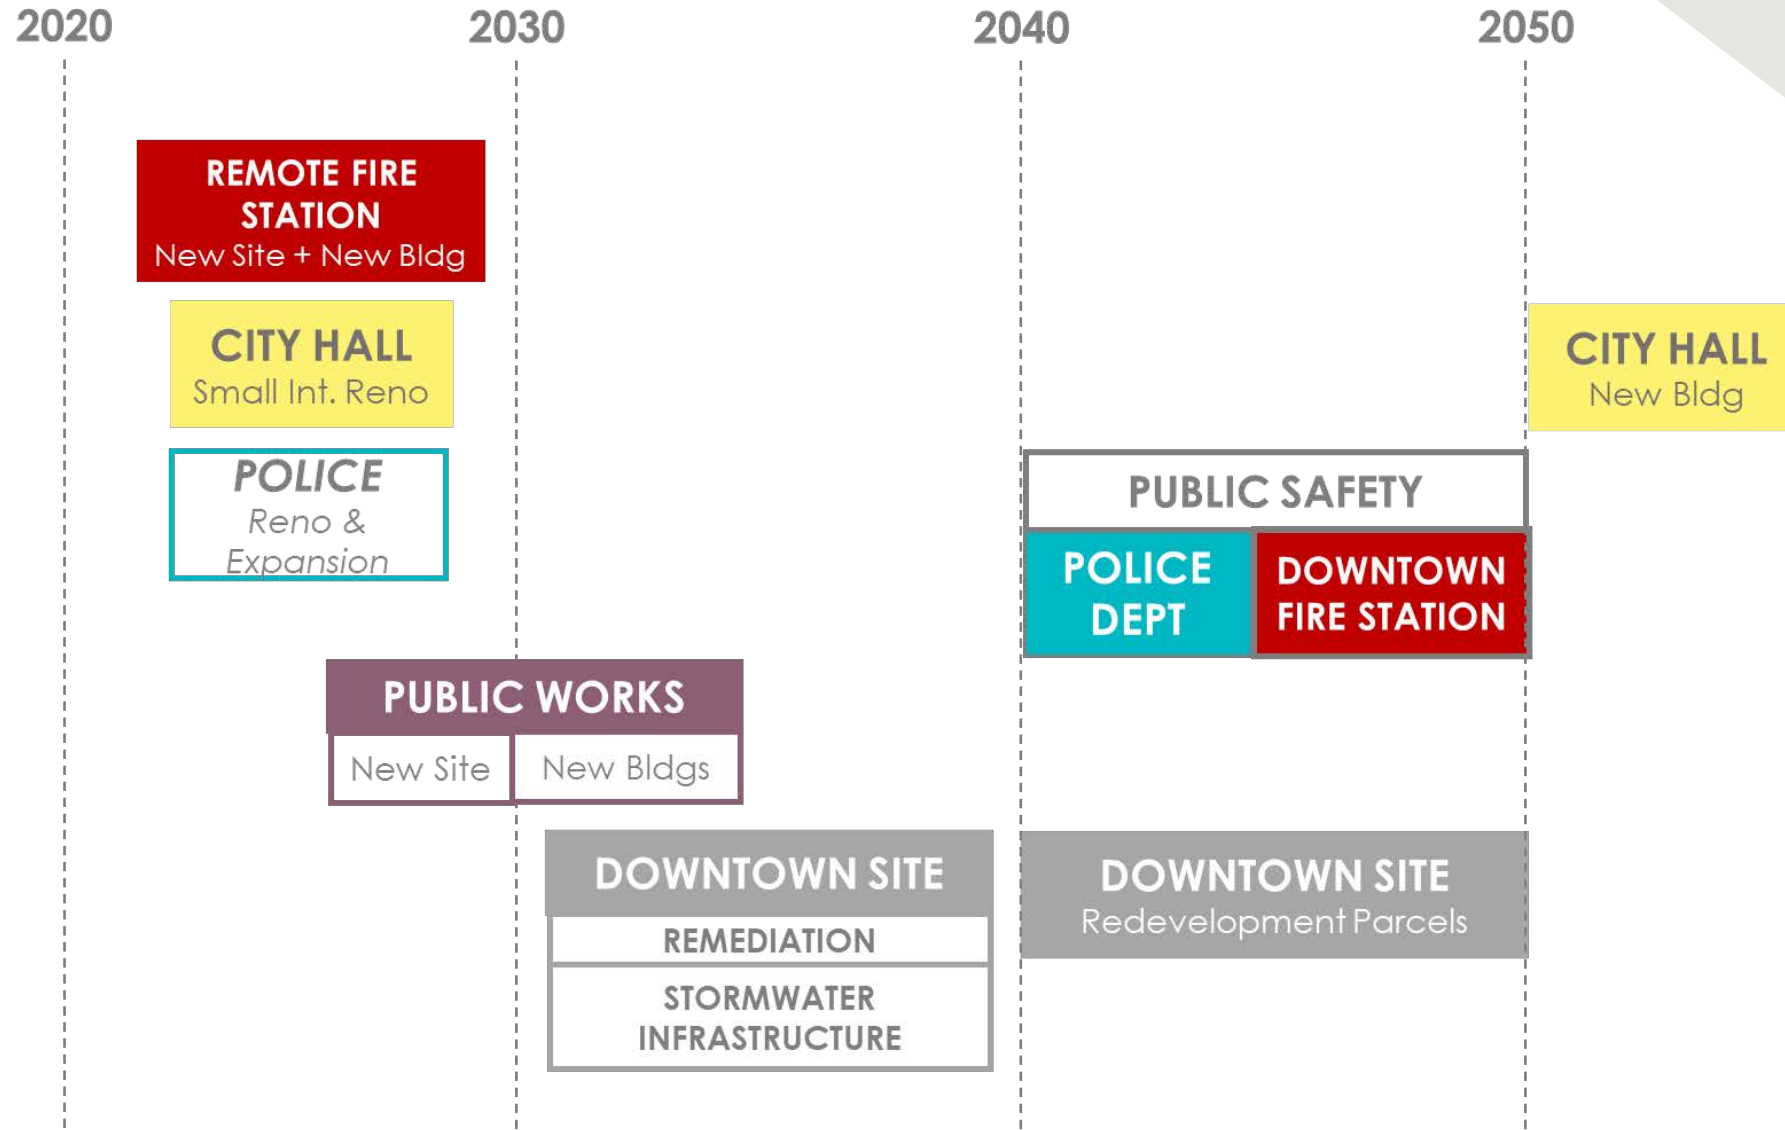 2020
2030
2040
2050
REMOTE FIRE
STATION
New Site + New Bldg
CITY HALL
Small Int. Reno
CITY HALL
New Bldg
POLICE
Reno &
Expansion
PUBLIC SAFETY
POLICE
DEPT
DOWNTOWN
FIRE STATION
PUBLIC WORKS
New Site
New Bldgs
DOWNTOWN SITE
REMEDIATION
STORMWATER
INFRASTRUCTURE
DOWNTOWN SITE
Redevelopment Parcels